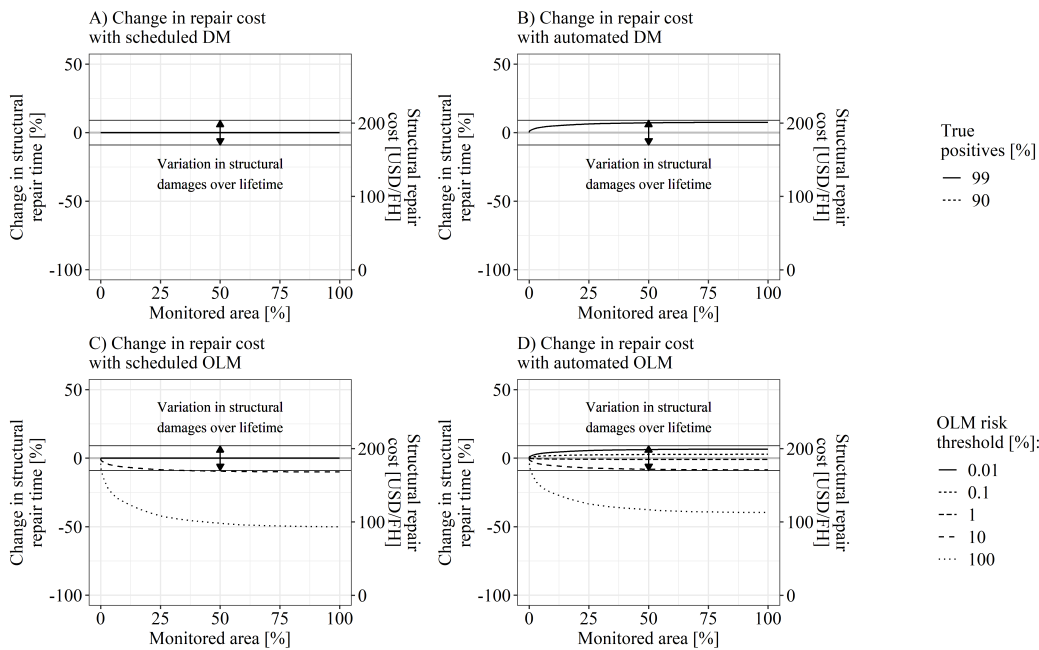 A) Change in repair cost
with scheduled DM
50
0
-50
-100
Change in structural
repair time [%]
Variation in structural
damages over lifetime
200
100
0
Structural repair
cost [USD/FH]
0
25
50
75
100
Monitored area [%]
B) Change in repair cost
with automated DM
50
0
-50
-100
Change in structural
repair time [%]
Variation in structural
damages over lifetime
200
100
0
Structural repair
cost [USD/FH]
0
25
50
75
100
Monitored area [%]
True
positives [%]
99
90
C) Change in repair cost
with scheduled OLM
50
0
-50
-100
Change in structural
repair time [%]
Variation in structural
damages over lifetime
200
100
0
Structural repair
cost [USD/FH]
0
25
50
75
100
Monitored area [%]
D) Change in repair cost
with automated OLM
50
0
-50
-100
Change in structural
repair time [%]
Variation in structural
damages over lifetime
200
100
0
Structural repair
cost [USD/FH]
0
25
50
75
100
Monitored area [%]
OLM risk
threshold [%]:
0.01
0.1
1
10
100